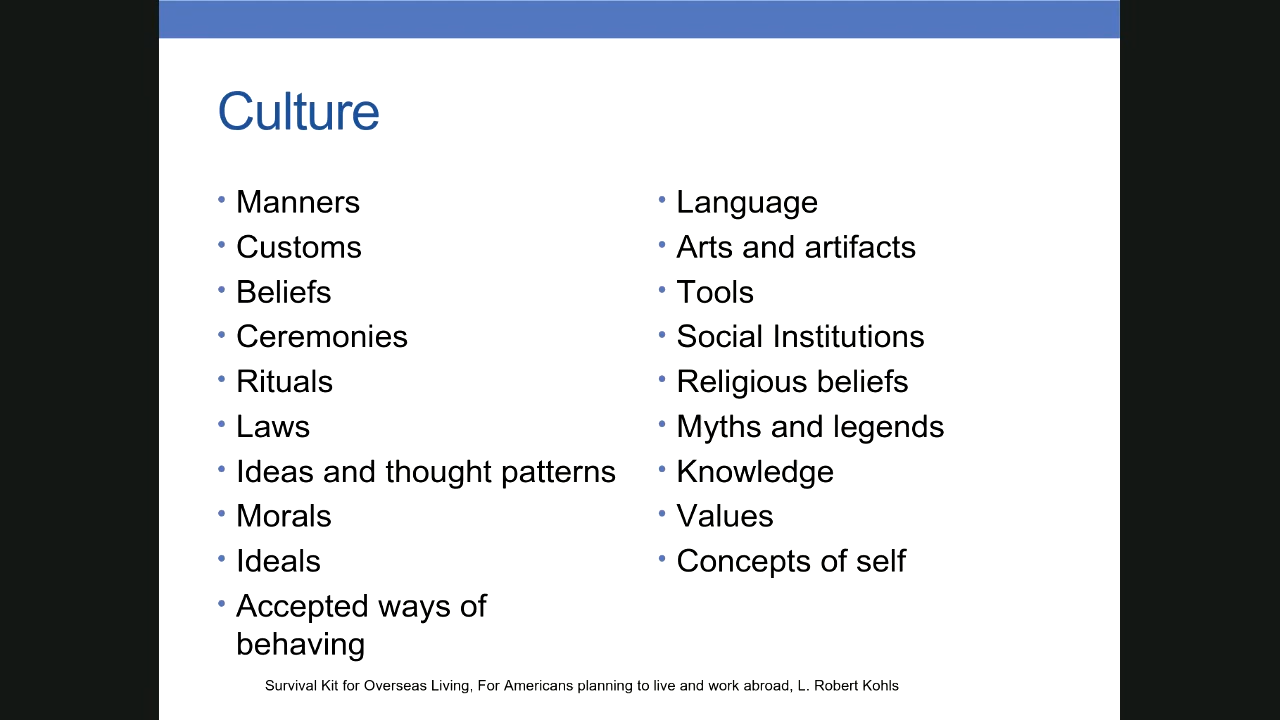 Culture
• Manners
• Customs
• Beliefs
• Ceremonies
• Rituals
• Laws
• Ideas and thought patterns
• Morals
• Ideals
• Accepted ways of
behaving
• Language
• Arts and artifacts
• Tools
• Social Institutions
• Religious beliefs
• Myths and legends
• Knowledge
• Values
• Concepts of self
Survival Kit for Overseas Living, For Americans planning to live and work abroad, L. Robert Kohls